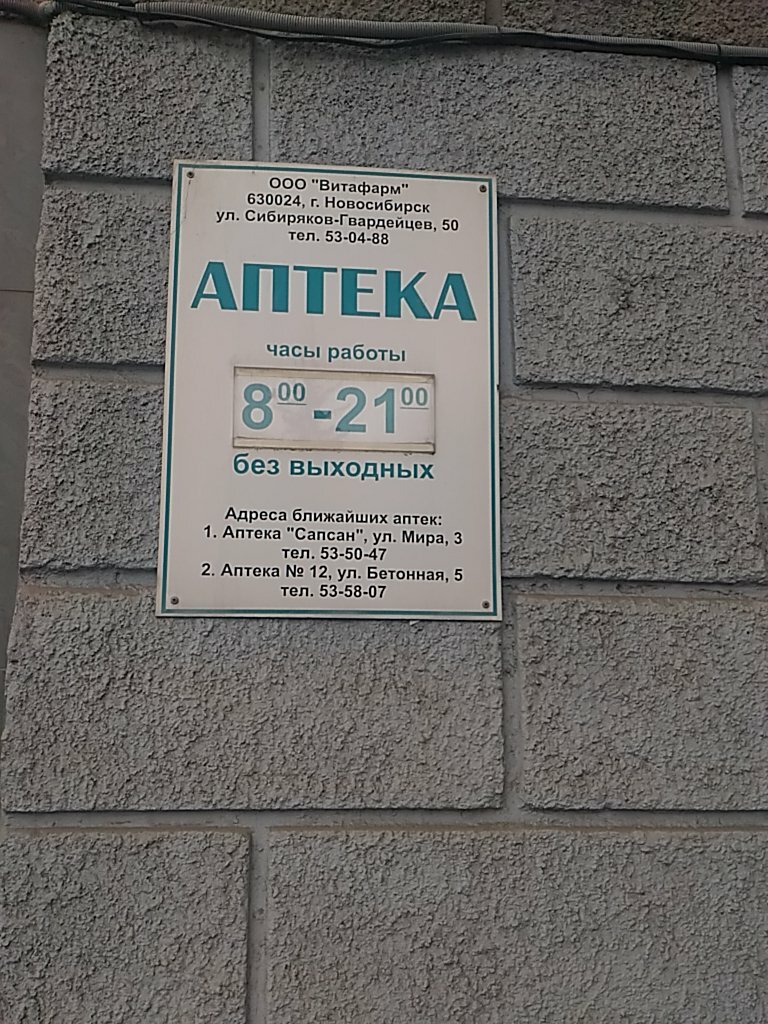 ООО "Витафарм"
630024, г. Новосибирск
ул. Сибиряков-Гвардейцев, 50
тел. 53-04-88
АПТЕКА
часы работы
8⁰⁰-21⁰⁰
без выходных
Адреса ближайших аптек:
1. Аптека "Сапсан", ул. Мира, 3
тел. 53-50-47
2. Аптека № 12, ул. Бетонная, 5
тел. 53-58-07